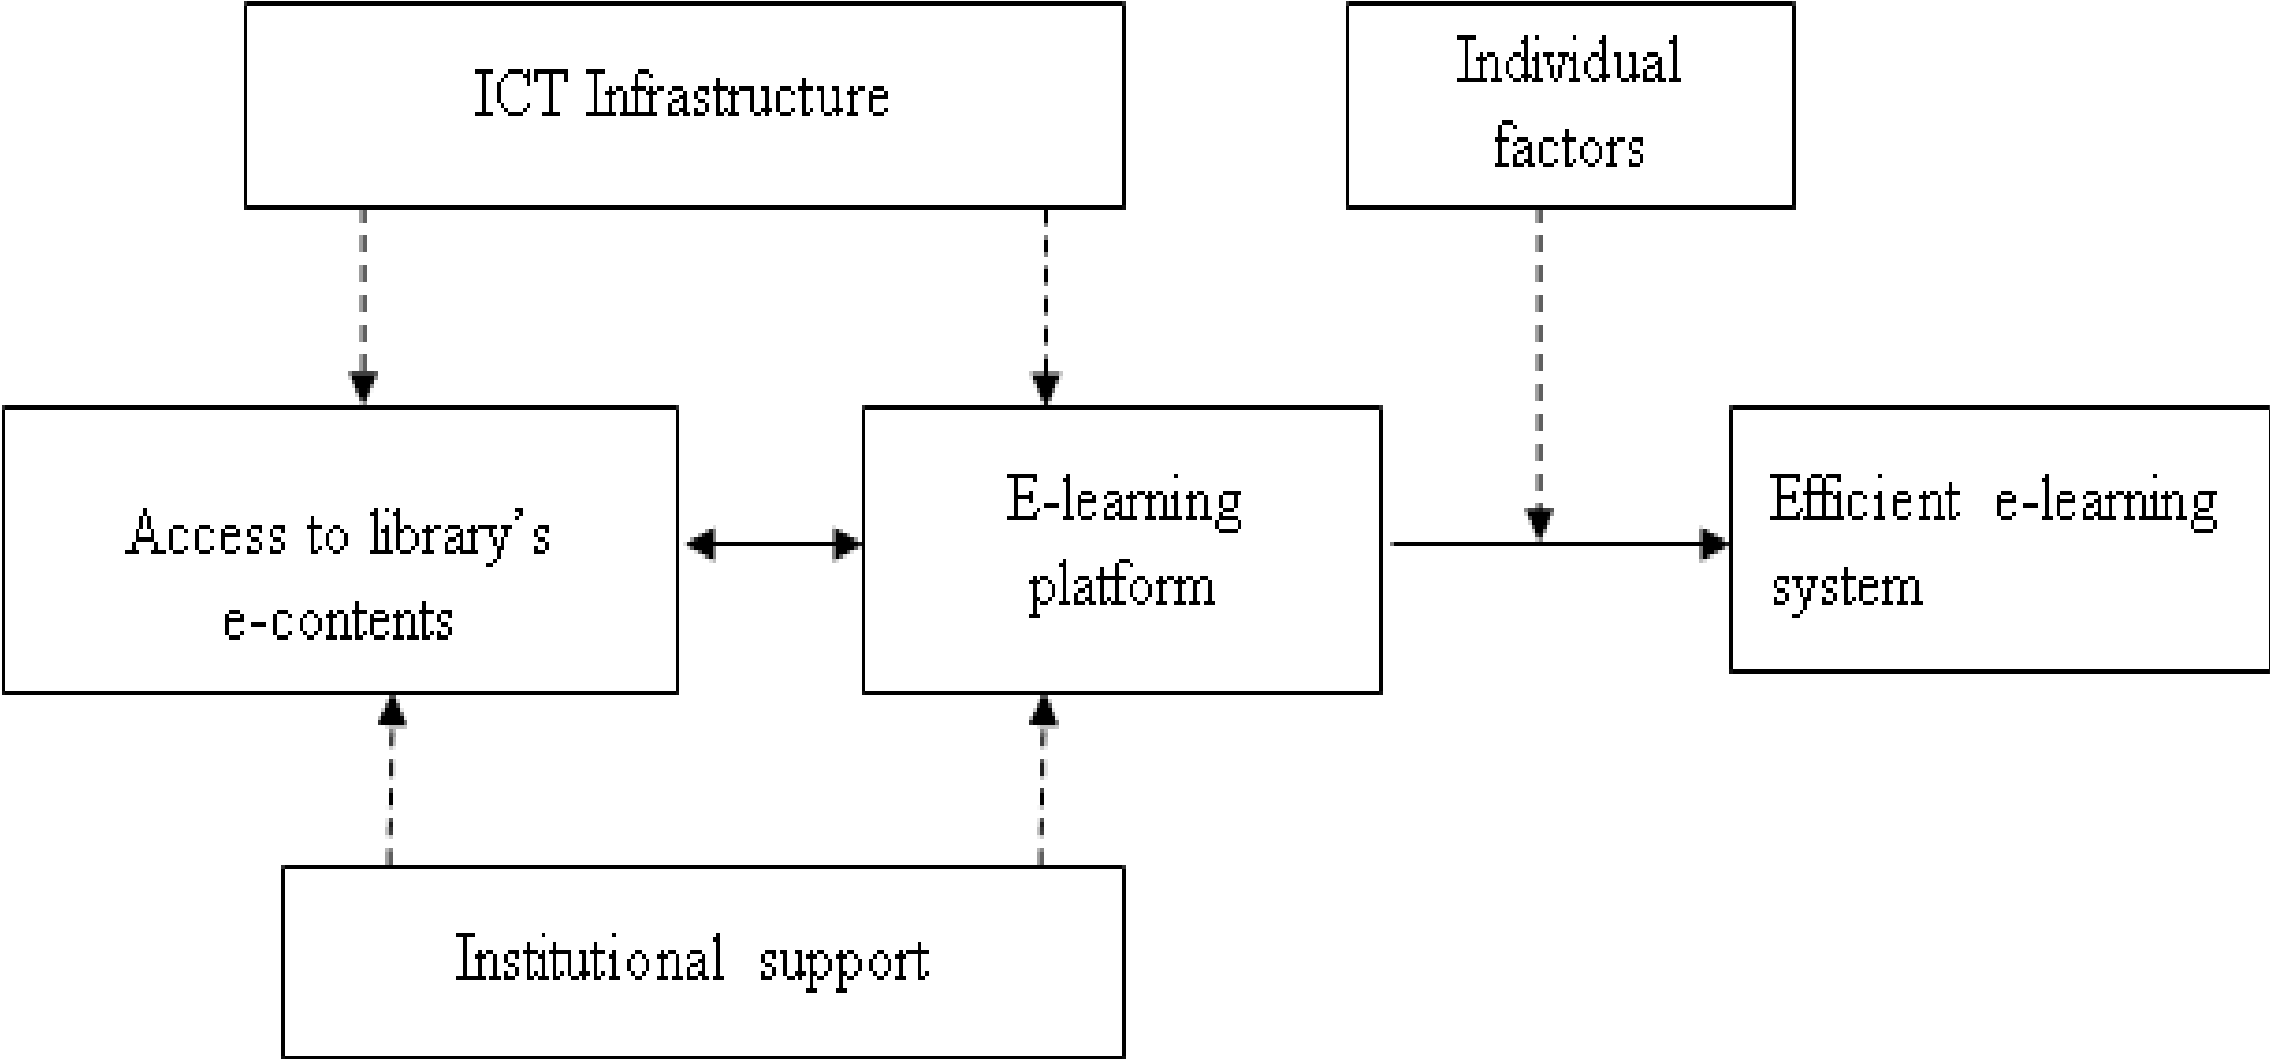 ICT Infrastructure
Individual
factors
Access to library’s
e-contents
E-learning
platform
Efficient e-learning
system
Institutional support